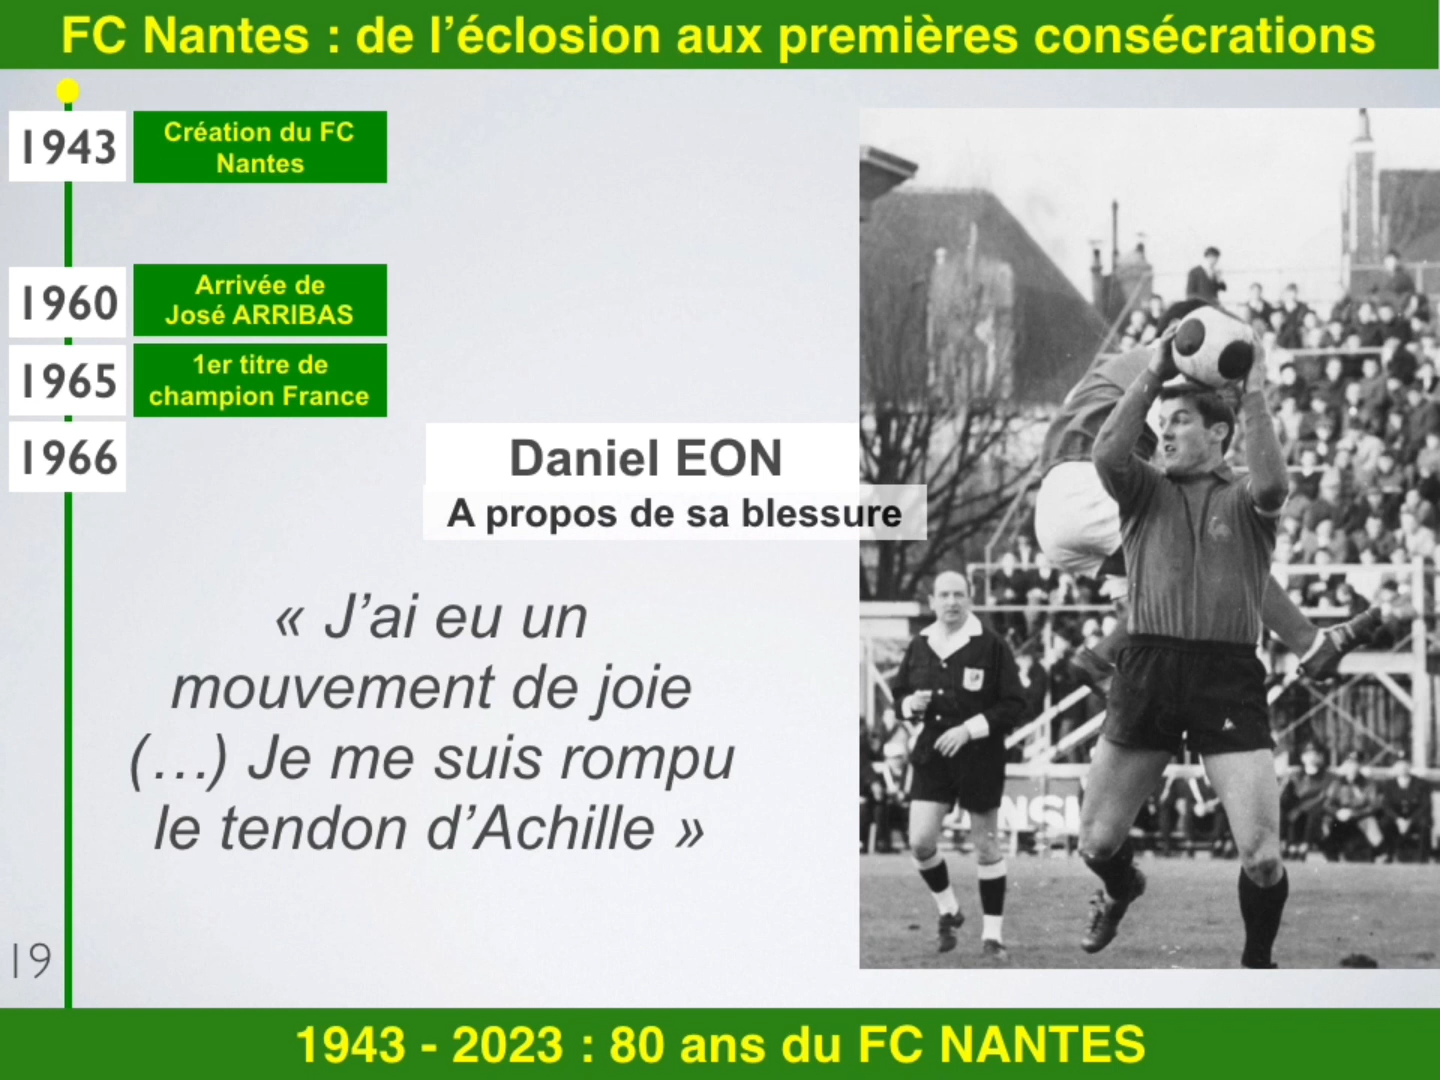 FC Nantes : de l’éclosion aux premières consécrations
1943
Création du FC
Nantes
1960
Arrivée de
José ARRIBAS
1965
1er titre de
champion France
1966
Daniel EON
A propos de sa blessure
« J’ai eu un
mouvement de joie
(…) Je me suis rompu
le tendon d’Achille »
19
1943 - 2023 : 80 ans du FC NANTES